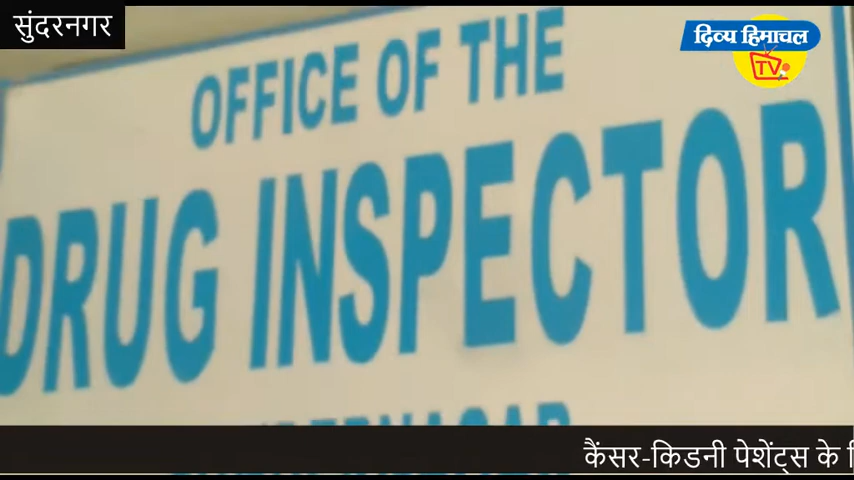 सुंदरनगर
दिव्य हिमाचल
TV
OFFICE OF THE
DRUG INSPECTOR
कैंसर-किडनी पेशेंट्स के